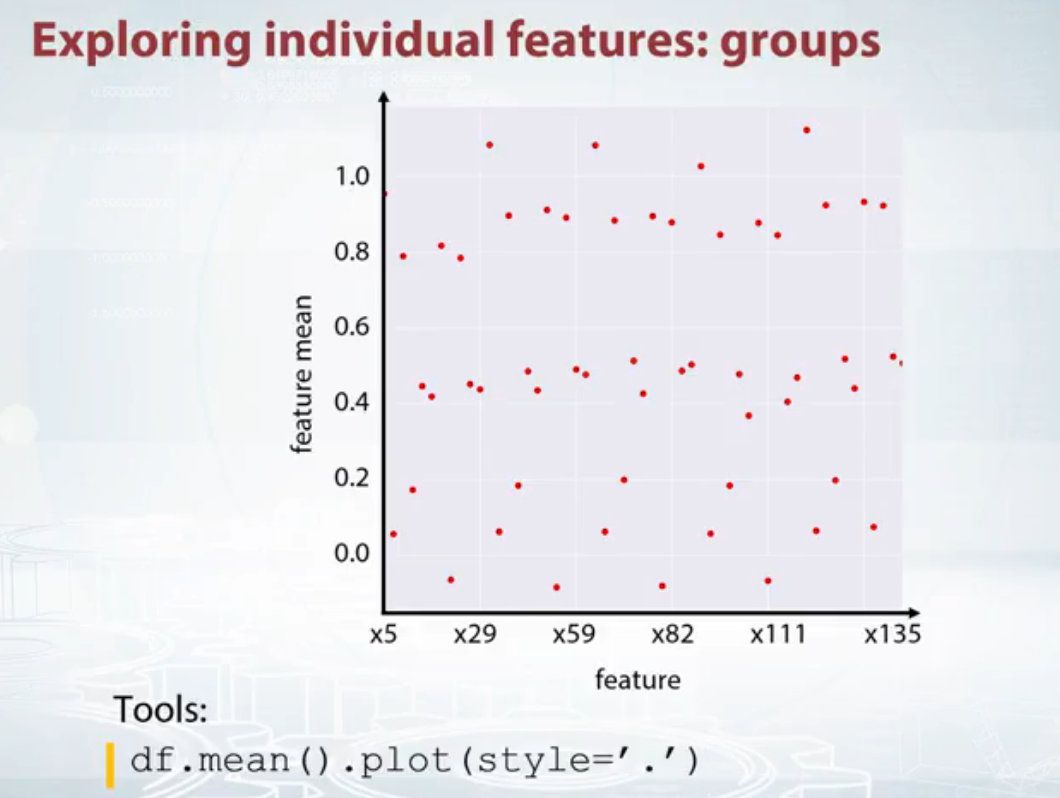 Exploring individual features: groups
1.0
0.8
0.6
0.4
0.2
0.0
feature mean
x5 x29 x59 x82 x111 x135
feature
Tools:
df.mean().plot(style=’.’)